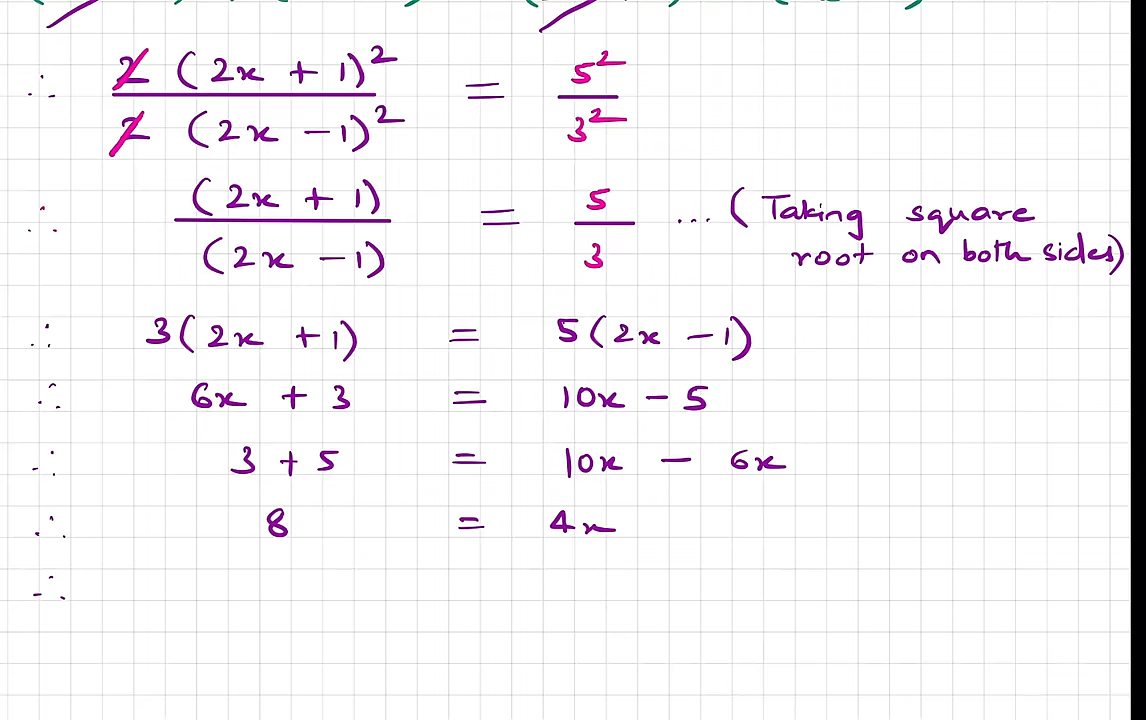 ∴ 2 (2x + 1)² / 2 (2x − 1)² = 5² / 3²
∴ (2x + 1) / (2x − 1) = 5 / 3 ... (Taking square root on both sides)
∴ 3(2x + 1) = 5(2x − 1)
∴ 6x + 3 = 10x − 5
∴ 3 + 5 = 10x − 6x
∴ 8 = 4x
∴